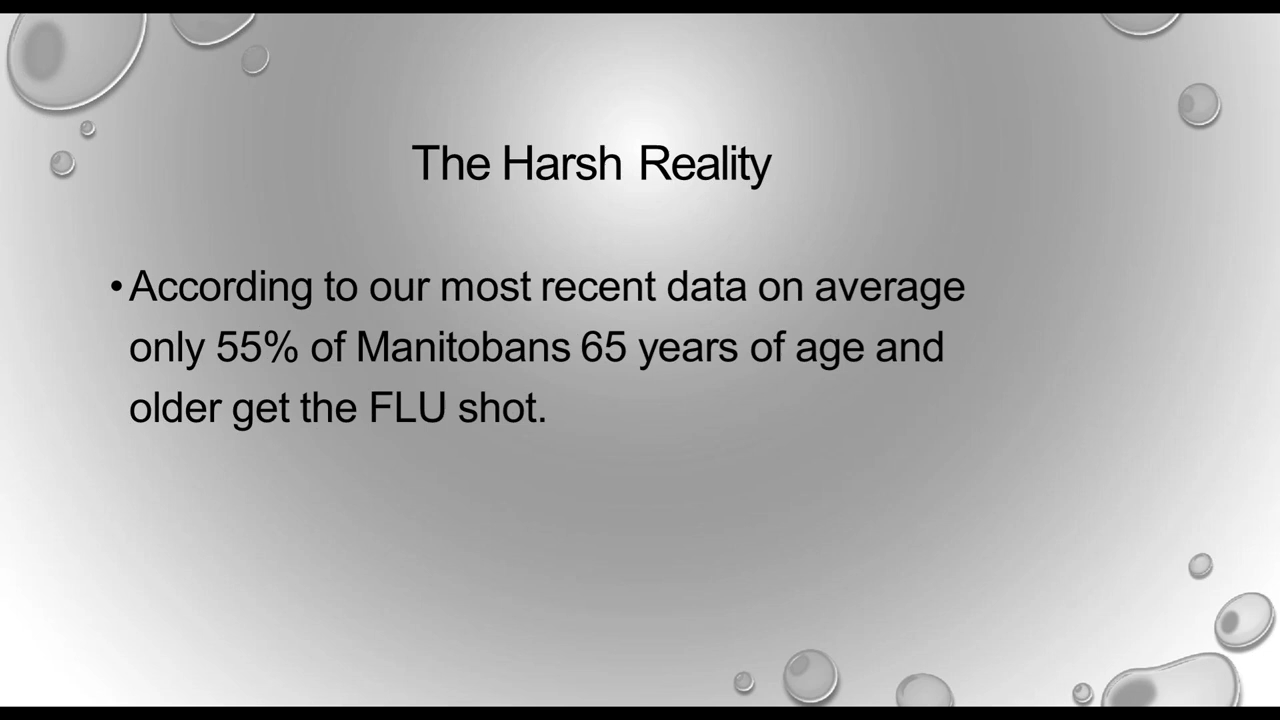 The Harsh Reality
• According to our most recent data on average
only 55% of Manitobans 65 years of age and
older get the FLU shot.